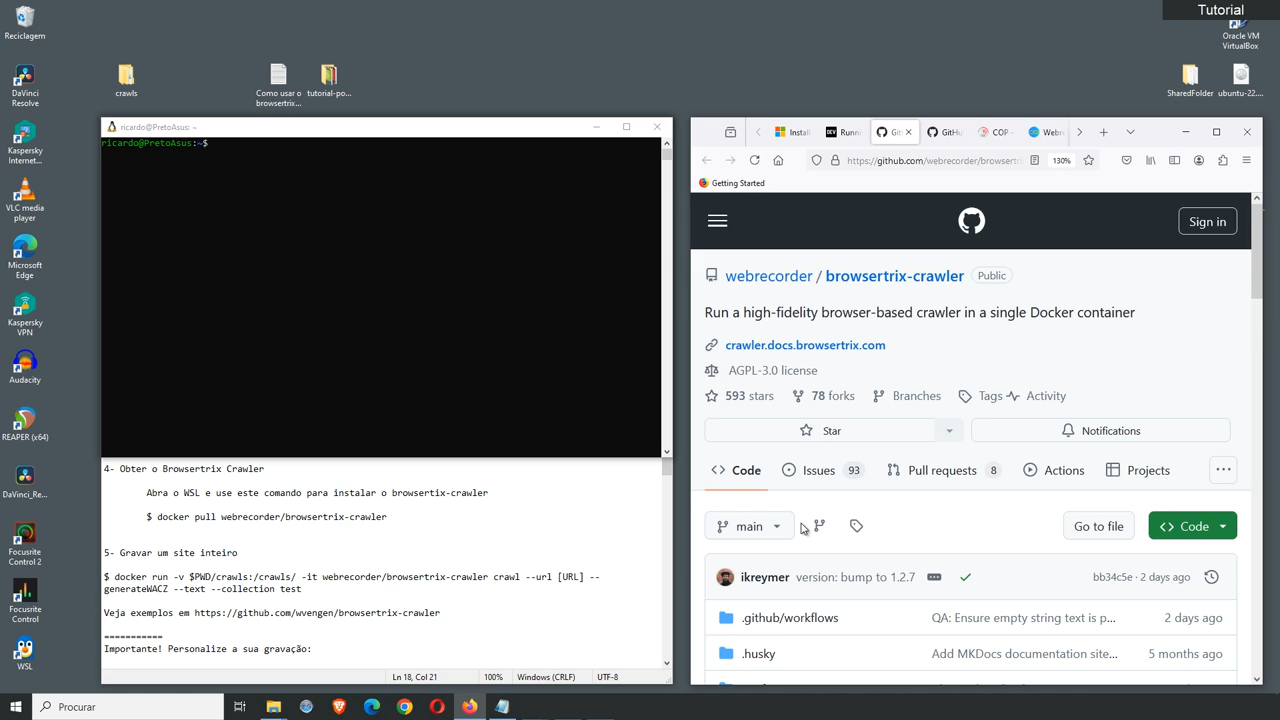 Tutorial
Reciclagem
DaVinci
Resolve
Kaspersky
Internet...
VLC media
player
Microsoft
Edge
Kaspersky
VPN
Audacity
REAPER (x64)
DaVinci_Re...
Focusrite
Control 2
Focusrite
Control
WSL
crawls
Como usar o
browsertrix...
tutorial-po...
Oracle VM
VirtualBox
SharedFolder
ubuntu-22....
ricardo@PretoAsus: ~
ricardo@PretoAsus:~$
4- Obter o Browsertrix Crawler
Abra o WSL e use este comando para instalar o browsertix-crawler
$ docker pull webrecorder/browsertrix-crawler
5- Gravar um site inteiro
$ docker run -v $PWD/crawls:/crawls/ -it webrecorder/browsertrix-crawler crawl --url [URL] --
generateWACZ --text --collection test
Veja exemplos em https://github.com/wvengen/browsertrix-crawler
===========
Importante! Personalize a sua gravação:
Ln 18, Col 21
100%
Windows (CRLF)
UTF-8
Install
DEV
Runni
Git
GitHu
COP -
Webre
https://github.com/webrecorder/browsertri
130%
Getting Started
Sign in
webrecorder / browsertrix-crawler
Public
Run a high-fidelity browser-based crawler in a single Docker container
crawler.docs.browsertrix.com
AGPL-3.0 license
593 stars
78 forks
Branches
Tags
Activity
Star
Notifications
Code
Issues
93
Pull requests
8
Actions
Projects
main
Go to file
Code
ikreymer
version: bump to 1.2.7
bb34c5e · 2 days ago
.github/workflows
QA: Ensure empty string text is p...
2 days ago
.husky
Add MKDocs documentation site...
5 months ago
Procurar